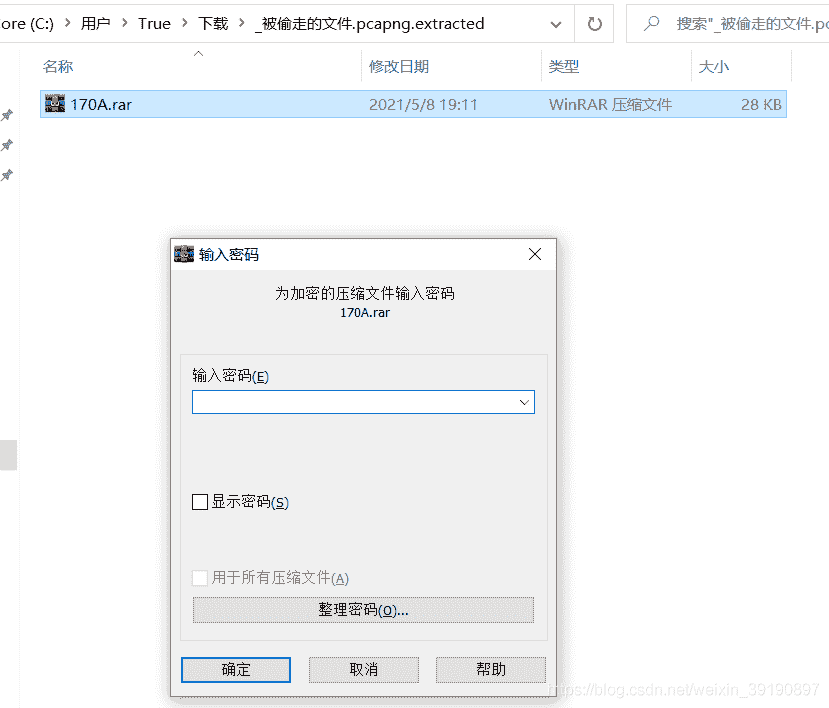 ore (C:) > 用户 > True > 下载 > _被偷走的文件.pcapng.extracted
搜索"_被偷走的文件.pc
名称 修改日期 类型 大小
170A.rar 2021/5/8 19:11 WinRAR 压缩文件 28 KB
输入密码
为加密的压缩文件输入密码
170A.rar
输入密码(E)
显示密码(S)
用于所有压缩文件(A)
整理密码(O)...
确定 取消 帮助
https://blog.csdn.net/weixin_39190897